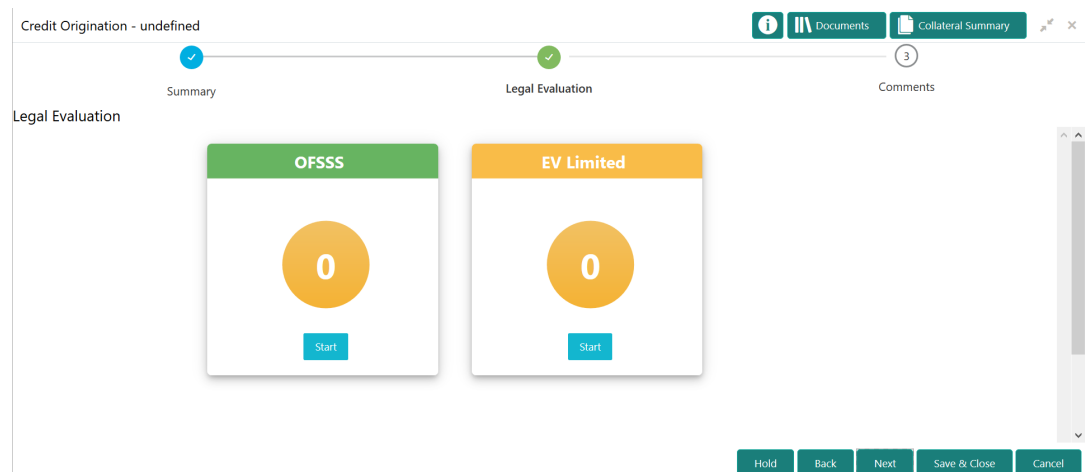 Credit Origination - undefined
i Documents Collateral Summary
3
Summary Legal Evaluation Comments
Legal Evaluation
OFSSS EV Limited
0 0
Start Start
Hold Back Next Save & Close Cancel